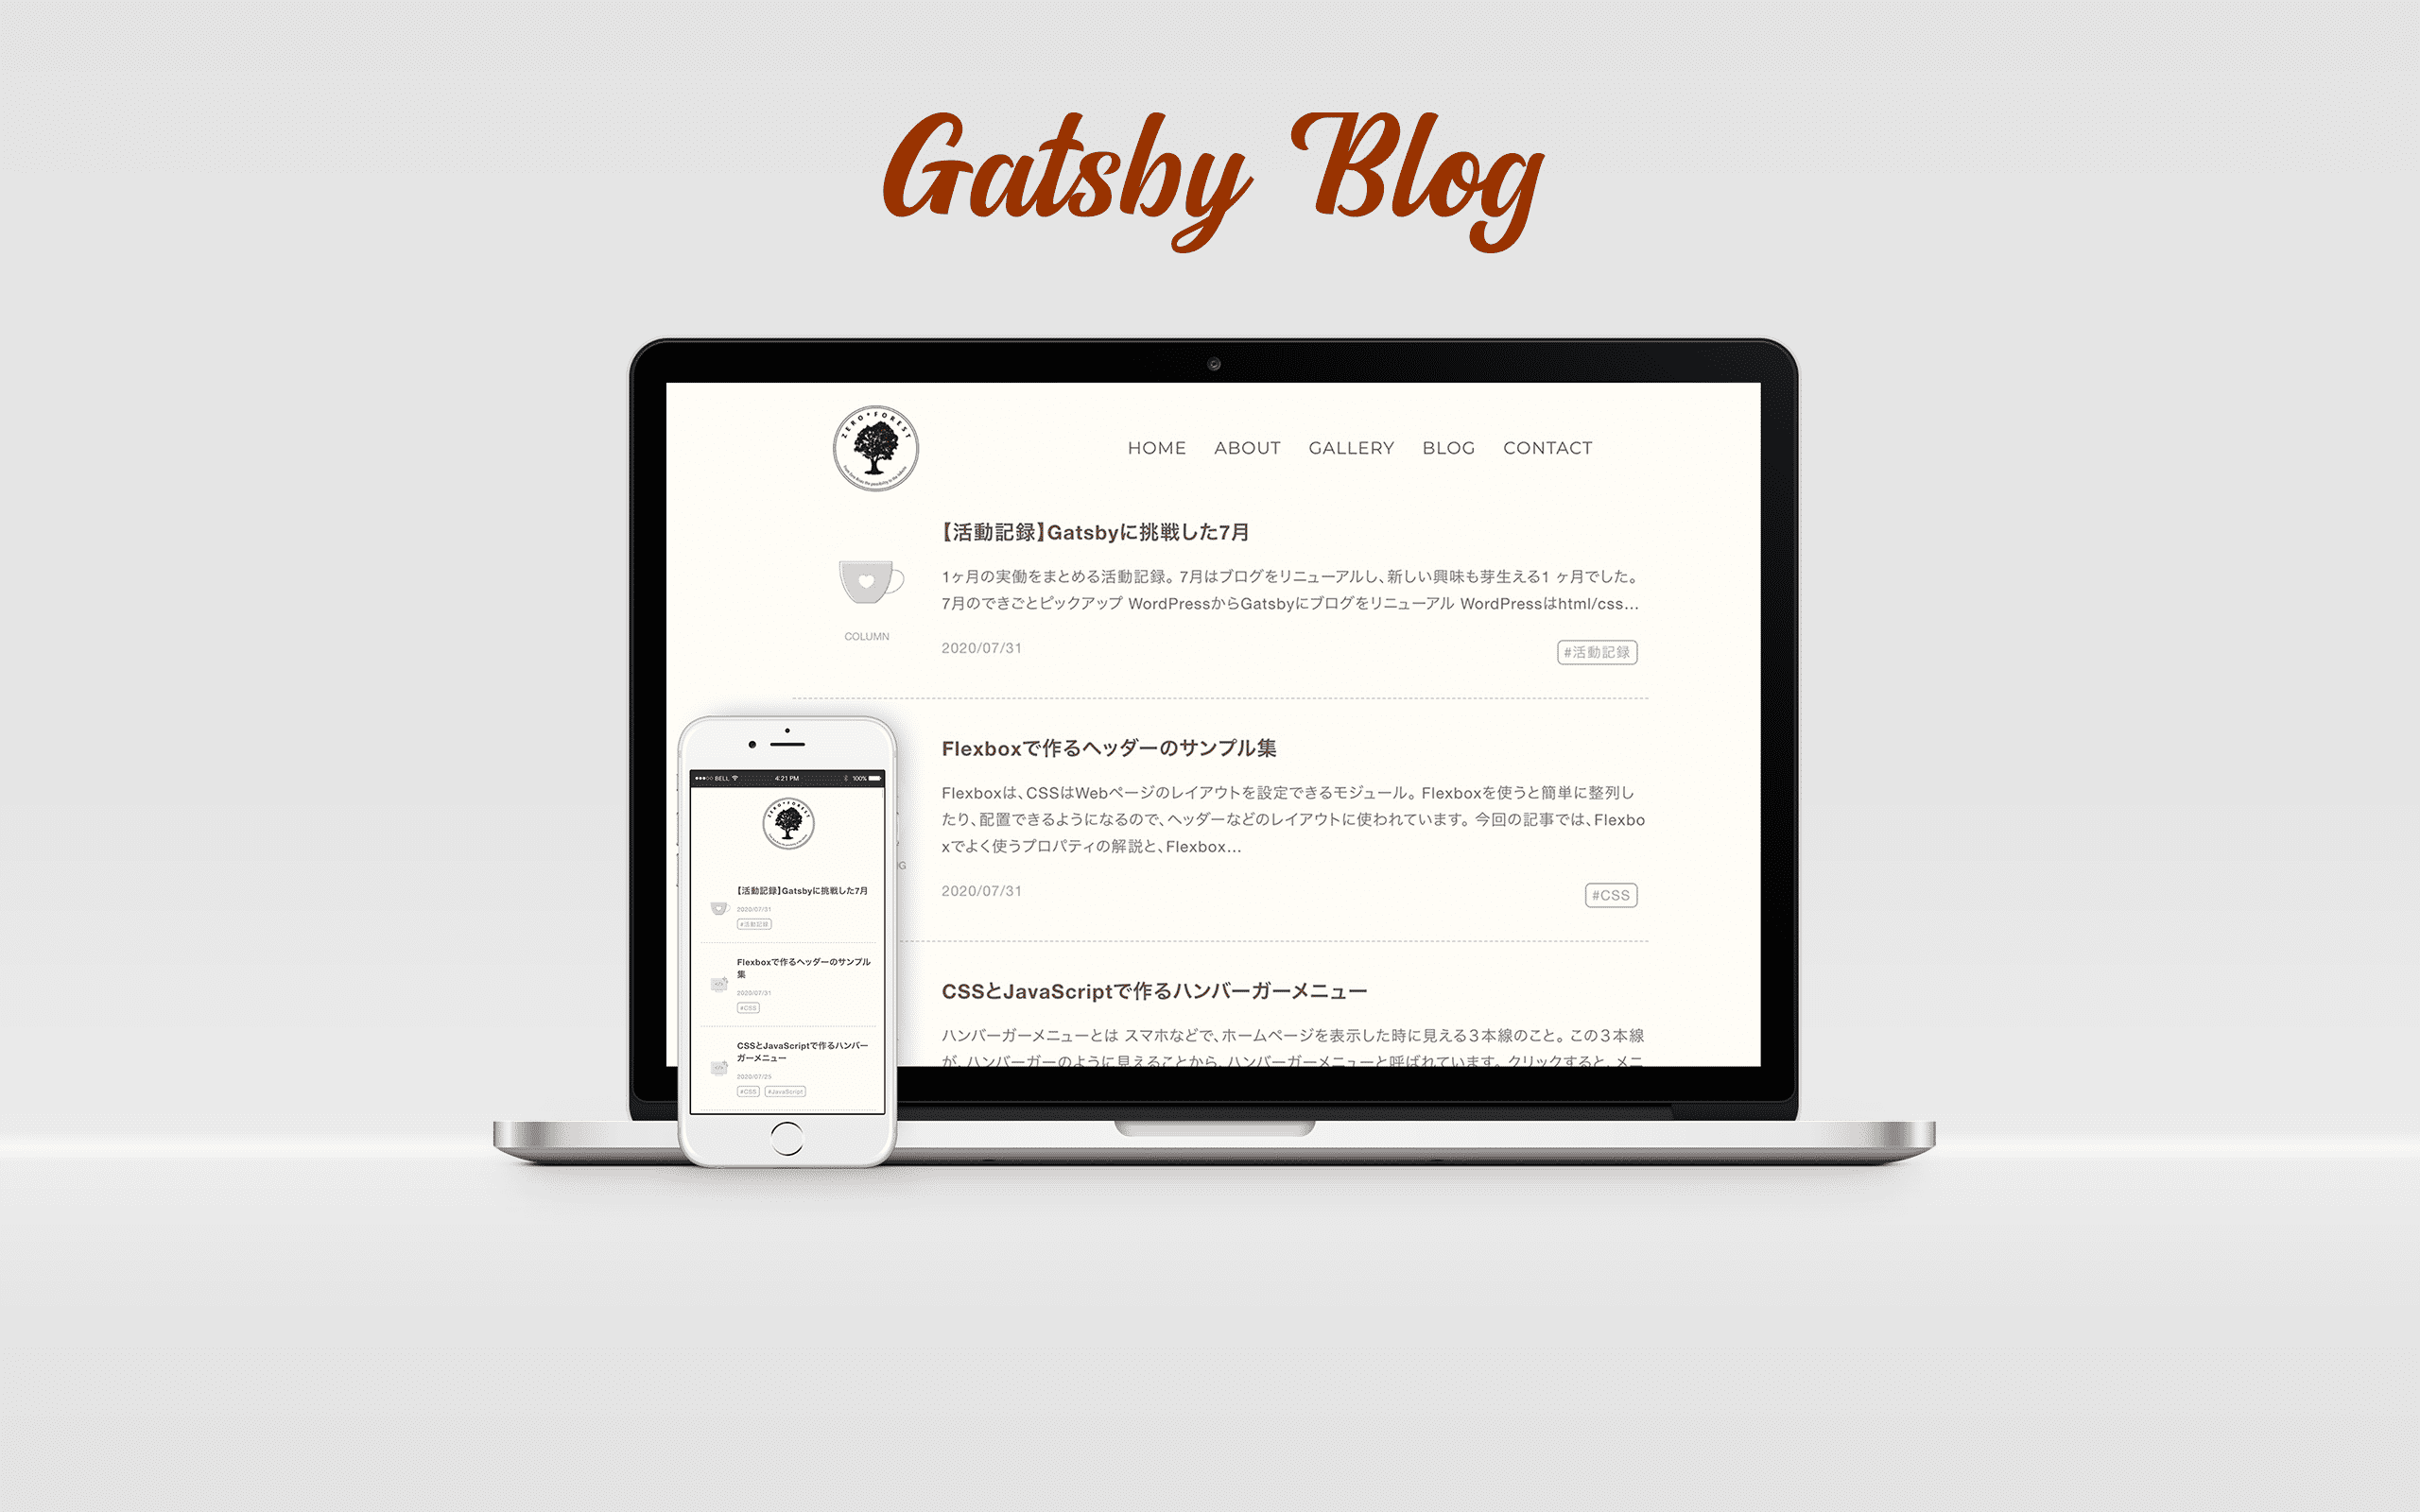 Gatsby Blog
ZERO★FOREST
HOME ABOUT GALLERY BLOG CONTACT
【活動記録】Gatsbyに挑戦した7月
1ヶ月の実働をまとめる活動記録。7月はブログをリニューアルし、新しい興味も芽生える1 ヶ月でした。
7月のできごとピックアップ WordPressからGatsbyにブログをリニューアル WordPressはhtml/css...
COLUMN
2020/07/31
#活動記録
Flexboxで作るヘッダーのサンプル集
Flexboxは、CSSはWebページのレイアウトを設定できるモジュール。Flexboxを使うと簡単に整列し
たり、配置できるようになるので、ヘッダーなどのレイアウトに使われています。今回の記事では、Flexbo
xでよく使うプロパティの解説と、Flexbox...
G
2020/07/31
#CSS
CSSとJavaScriptで作るハンバーガーメニュー
ハンバーガーメニューとは スマホなどで、ホームページを表示した時に見える３本線のこと。この３本線
が、ハンバーガーのように見えることから、ハンバーガーメニューと呼ばれています。クリックすると、メニ
BELL 4:21 PM 100%
ZERO★FOREST
【活動記録】Gatsbyに挑戦した7月
2020/07/31
#活動記録
Flexboxで作るヘッダーのサンプル
集
2020/07/31
#CSS
CSSとJavaScriptで作るハンバー
ガーメニュー
2020/07/25
#CSS #JavaScript